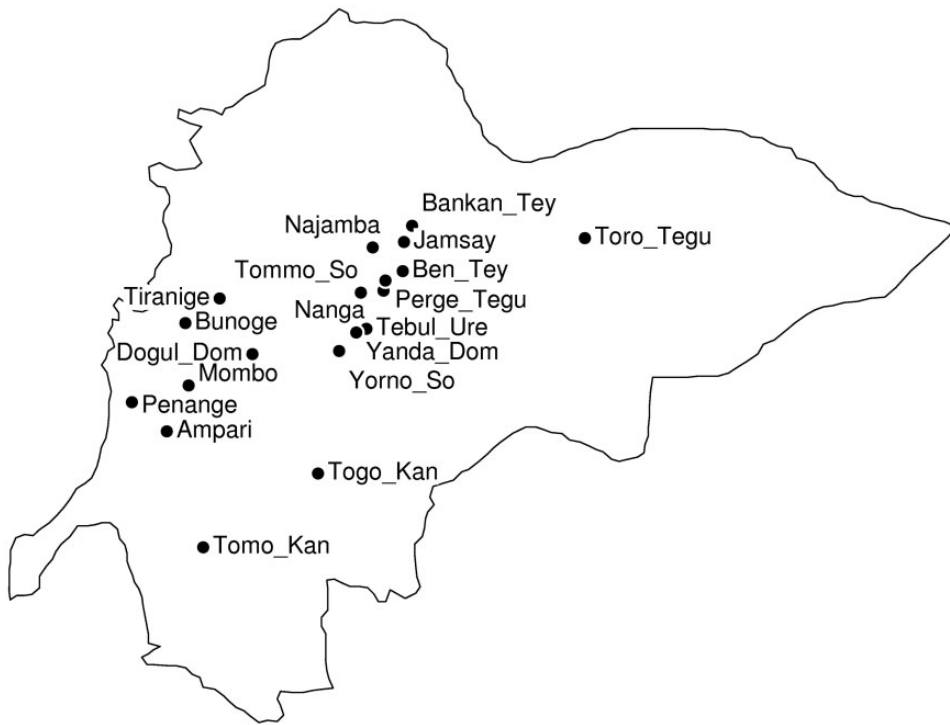 Bankan_Tey
Najamba
Jamsay
Toro_Tegu
Tommo_So
Ben_Tey
Tiranige
Perge_Tegu
Nanga
Bunoge
Tebul_Ure
Dogul_Dom
Yanda_Dom
Mombo
Yorno_So
Penange
Ampari
Togo_Kan
Tomo_Kan